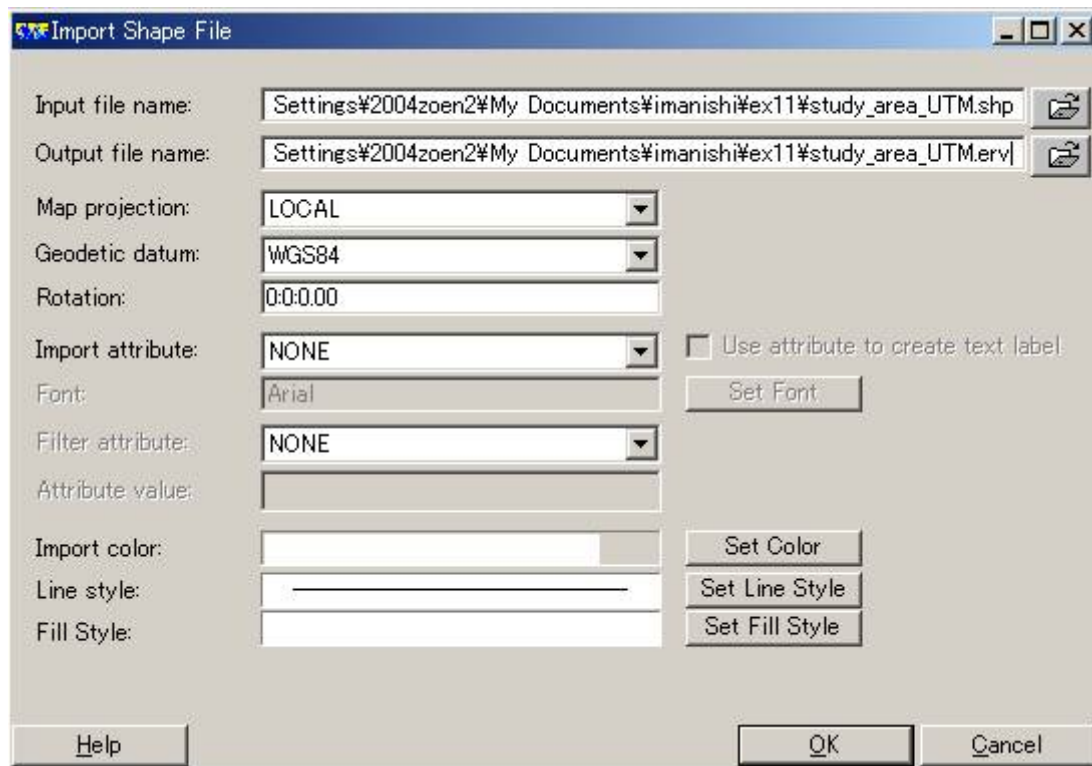 Import Shape File
Input file name: Settings¥2004zoen2¥My Documents¥imanishi¥ex11¥study_area_UTM.shp
Output file name: Settings¥2004zoen2¥My Documents¥imanishi¥ex11¥study_area_UTM.erv
Map projection: LOCAL
Geodetic datum: WGS84
Rotation: 0:0:0.00
Import attribute: NONE Use attribute to create text label
Font: Arial Set Font
Filter attribute: NONE
Attribute value:
Import color: Set Color
Line style: Set Line Style
Fill Style: Set Fill Style
Help OK Cancel